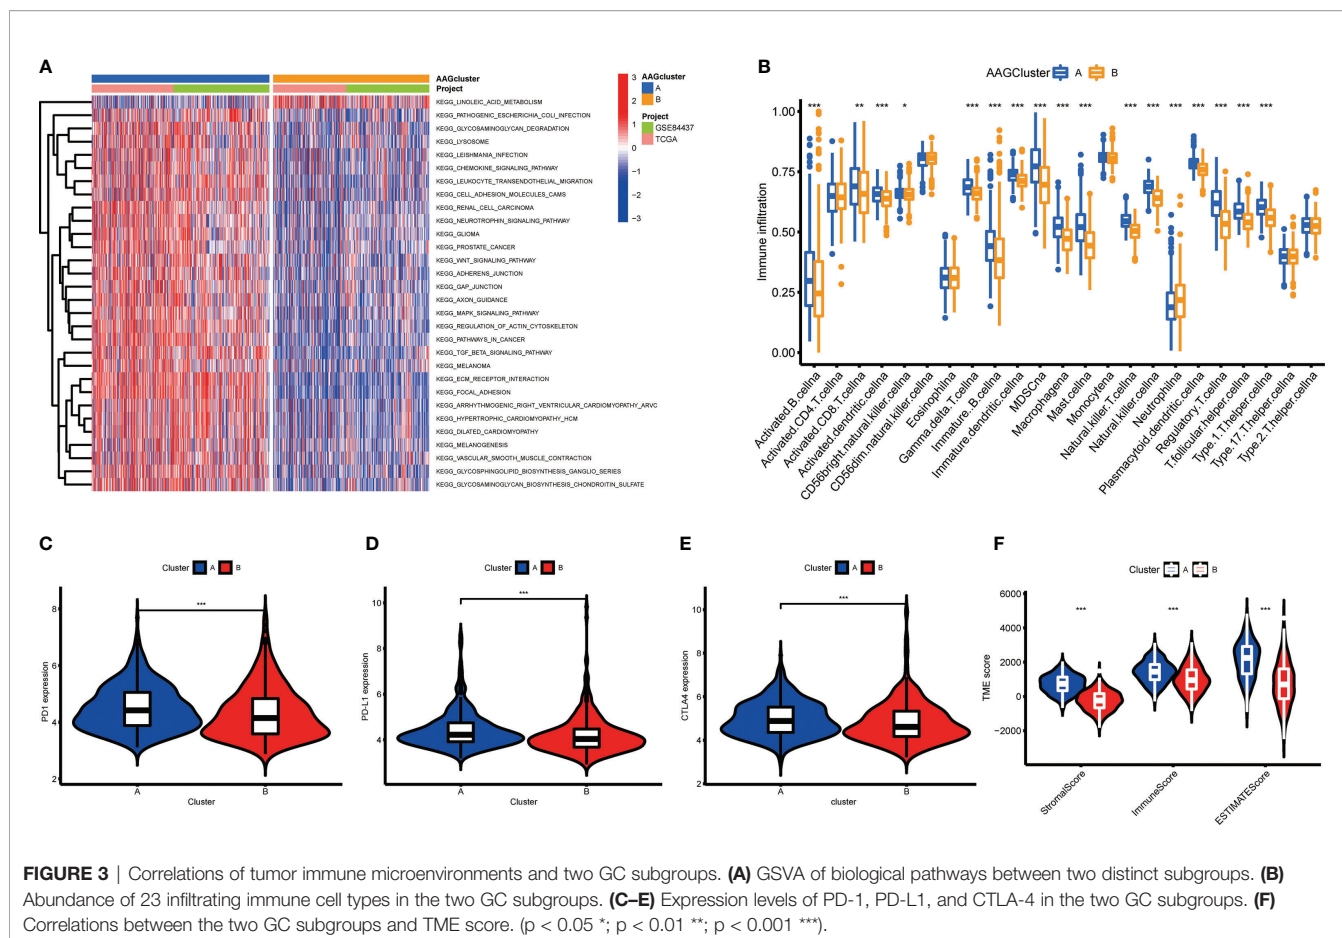 A
AAGcluster
Project
KEGG_LINOLEIC_ACID_METABOLISM
KEGG_PATHOGENIC_ESCHERICHIA_COLI_INFECTION
KEGG_GLYCOSAMINOGLYCAN_DEGRADATION
KEGG_LYSOSOME
KEGG_LEISHMANIA_INFECTION
KEGG_CHEMOKINE_SIGNALING_PATHWAY
KEGG_LEUKOCYTE_TRANSENDOTHELIAL_MIGRATION
KEGG_CELL_ADHESION_MOLECULES_CAMS
KEGG_RENAL_CELL_CARCINOMA
KEGG_NEUROTROPHIN_SIGNALING_PATHWAY
KEGG_GLIOMA
KEGG_PROSTATE_CANCER
KEGG_WNT_SIGNALING_PATHWAY
KEGG_ADHERENS_JUNCTION
KEGG_GAP_JUNCTION
KEGG_AXON_GUIDANCE
KEGG_MAPK_SIGNALING_PATHWAY
KEGG_REGULATION_OF_ACTIN_CYTOSKELETON
KEGG_PATHWAYS_IN_CANCER
KEGG_TGF_BETA_SIGNALING_PATHWAY
KEGG_MELANOMA
KEGG_ECM_RECEPTOR_INTERACTION
KEGG_FOCAL_ADHESION
KEGG_ARRHYTHMOGENIC_RIGHT_VENTRICULAR_CARDIOMYOPATHY_ARVC
KEGG_HYPERTROPHIC_CARDIOMYOPATHY_HCM
KEGG_DILATED_CARDIOMYOPATHY
KEGG_MELANOGENESIS
KEGG_VASCULAR_SMOOTH_MUSCLE_CONTRACTION
KEGG_GLYCOSPHINGOLIPID_BIOSYNTHESIS_GANGLIO_SERIES
KEGG_GLYCOSAMINOGLYCAN_BIOSYNTHESIS_CHONDROITIN_SULFATE
3
2
1
0
−1
−2
−3
AAGcluster
A
B
Project
GSE84437
TCGA
B
AAGCluster A B
*** ** *** * *** *** *** *** *** *** *** *** *** *** *** *** ***
Immune infiltration
1.00
0.75
0.50
0.25
0.00
Activated.B.cellna
Activated.CD4.T.cellna
Activated.CD8.T.cellna
Activated.dendritic.cellna
CD56bright.natural.killer.cellna
CD56dim.natural.killer.cellna
Eosinophilna
Gamma.delta.T.cellna
Immature..B.cellna
Immature.dendritic.cellna
MDSCna
Macrophagena
Mast.cellna
Monocytena
Natural.killer.T.cellna
Natural.killer.cellna
Neutrophilna
Plasmacytoid.dendritic.cellna
Regulatory.T.cellna
T.follicular.helper.cellna
Type.1.T.helper.cellna
Type.17.T.helper.cellna
Type.2.T.helper.cellna
C
Cluster A B
PD1 expression
8
6
4
2
***
A B
Cluster
D
Cluster A B
PD-L1 expression
10
8
6
4
***
A B
Cluster
E
Cluster A B
CTLA4 expression
10
8
6
4
2
***
A B
cluster
F
Cluster A B
TME score
6000
4000
2000
0
−2000
*** *** ***
StromalScore
ImmuneScore
ESTIMATEScore
FIGURE 3 | Correlations of tumor immune microenvironments and two GC subgroups. (A) GSVA of biological pathways between two distinct subgroups. (B)
Abundance of 23 infiltrating immune cell types in the two GC subgroups. (C–E) Expression levels of PD-1, PD-L1, and CTLA-4 in the two GC subgroups. (F)
Correlations between the two GC subgroups and TME score. (p < 0.05 *; p < 0.01 **; p < 0.001 ***).